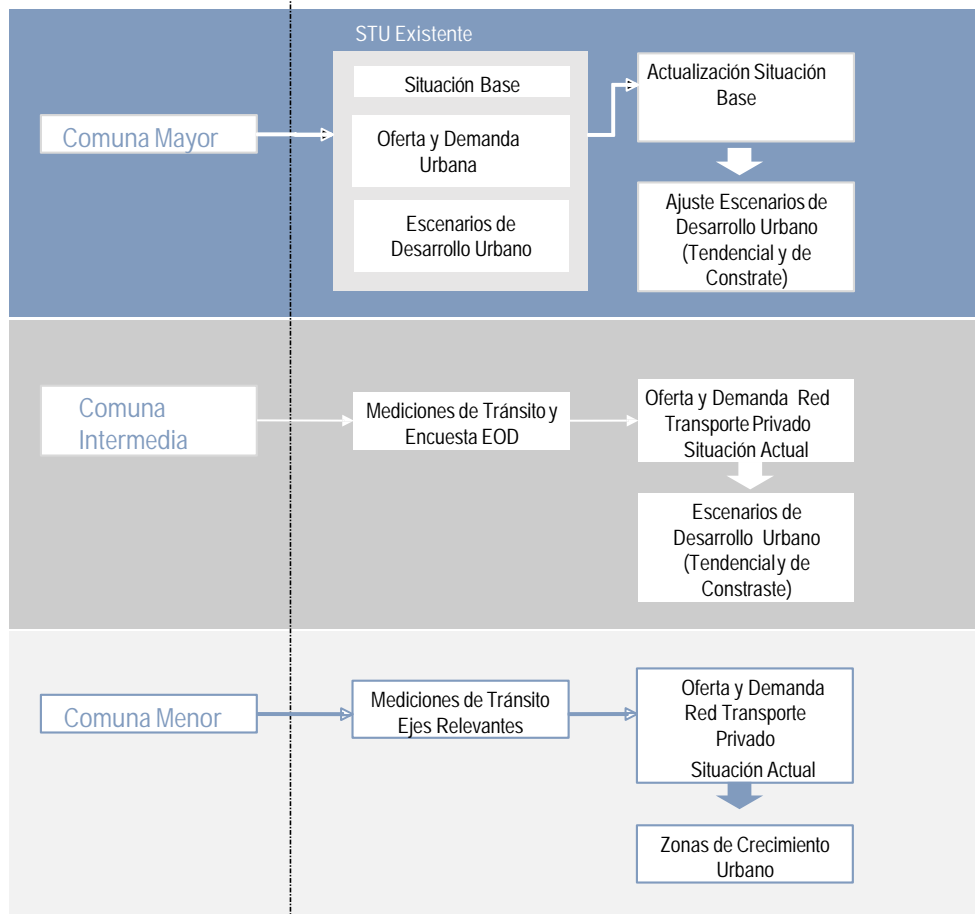 STU Existente
Comuna Mayor
Situación Base
Oferta y Demanda
Urbana
Escenarios de
Desarrollo Urbano
Actualización Situación
Base
Ajuste Escenarios de
Desarrollo Urbano
(Tendencial y de
Constrate)
Comuna
Intermedia
Mediciones de Tránsito y
Encuesta EOD
Oferta y Demanda Red
Transporte Privado
Situación Actual
Escenarios de
Desarrollo Urbano
(Tendencial y de
Constraste)
Comuna Menor
Mediciones de Tránsito
Ejes Relevantes
Oferta y Demanda
Red Transporte
Privado
Situación Actual
Zonas de Crecimiento
Urbano